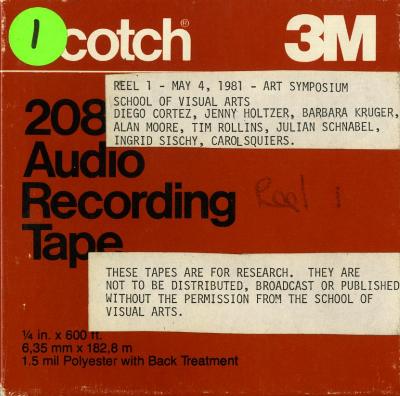 1
Scotch® 3M
REEL 1 - MAY 4, 1981 - ART SYMPOSIUM
SCHOOL OF VISUAL ARTS
DIEGO CORTEZ, JENNY HOLTZER, BARBARA KRUGER,
ALAN MOORE, TIM ROLLINS, JULIAN SCHNABEL,
INGRID SISCHY, CAROL SQUIERS.
208
Audio
Recording
Tape
Reel 1
THESE TAPES ARE FOR RESEARCH. THEY ARE
NOT TO BE DISTRIBUTED, BROADCAST OR PUBLISHED
WITHOUT THE PERMISSION FROM THE SCHOOL OF
VISUAL ARTS.
¼ in. x 600 ft.
6,35 mm x 182,8 m
1.5 mil Polyester with Back Treatment